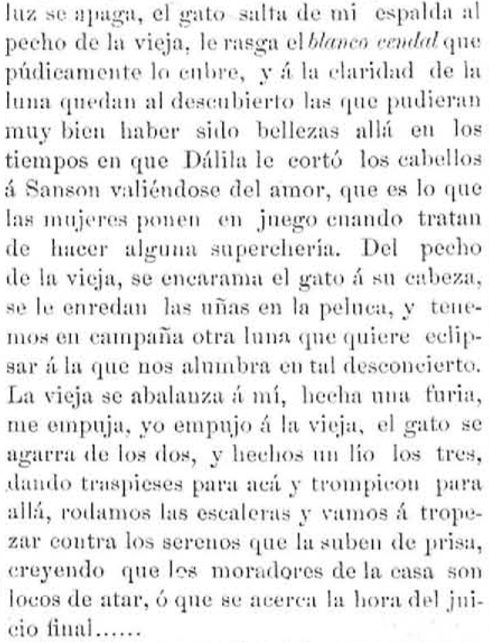 luz se apaga, el gato salta de mi espalda al
pecho de la vieja, le rasga el blanco cendal que
púdicamente lo cubre, y á la claridad de la
luna quedan al descubierto las que pudieran
muy bien haber sido bellezas allá en los
tiempos en que Dálila le cortó los cabellos
á Sanson valiéndose del amor, que es lo que
las mujeres ponen en juego cuando tratan
de hacer alguna superchería. Del pecho
de la vieja, se encarama el gato á su cabeza,
se le enredan las uñas en la peluca, y tene-
mos en campaña otra luna que quiere eclip-
sar á la que nos alumbra en tal desconcierto.
La vieja se abalanza á mí, hecha una furia,
me empuja, yo empujo á la vieja, el gato se
agarra de los dos, y hechos un lío los tres,
dando traspieses para acá y trompicon para
allá, rodamos las escaleras y vamos á trope-
zar contra los serenos que la suben de prisa,
creyendo que los moradores de la casa son
locos de atar, ó que se acerca la hora del jui-
cio final......